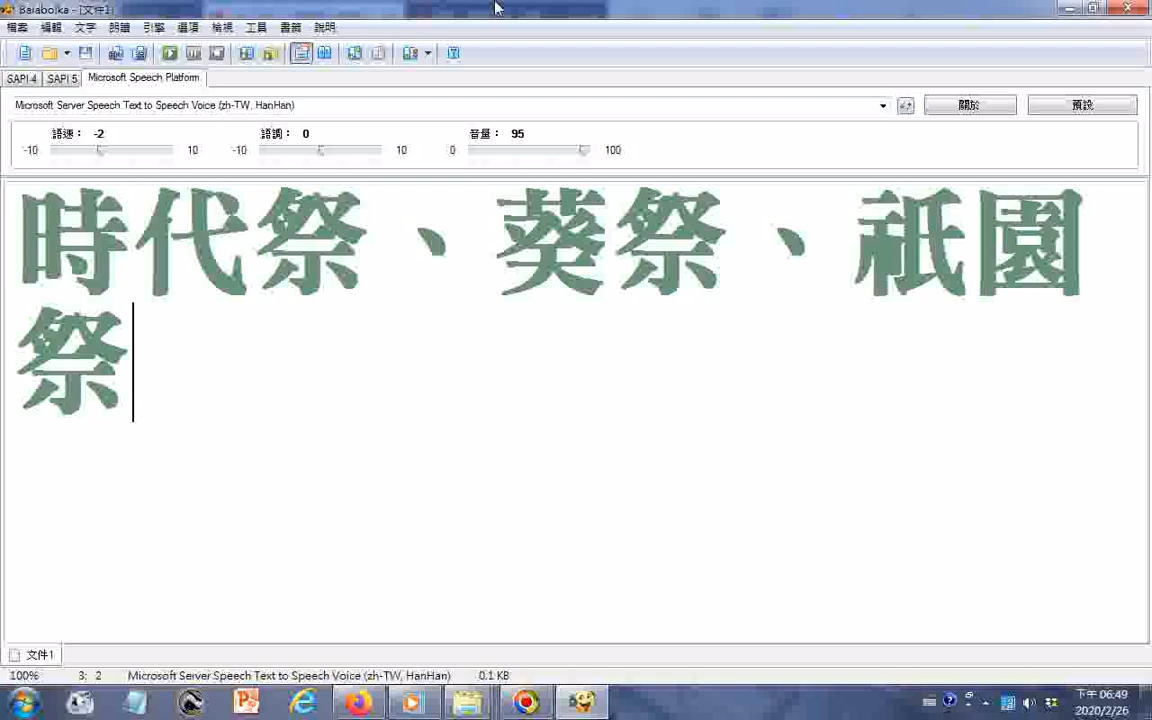 Balabolka - [文件1]
檔案 編輯 文字 朗讀 引擎 選項 檢視 工具 書籤 說明
SAPI 4 SAPI 5 Microsoft Speech Platform
Microsoft Server Speech Text to Speech Voice (zh-TW, HanHan) 關於 預設
語速： -2 語調： 0 音量： 95
-10 10 -10 10 0 100
時代祭、葵祭、祇園
祭
文件1
100% 3: 2 Microsoft Server Speech Text to Speech Voice (zh-TW, HanHan) 0.1 KB
下午 06:49
2020/2/26